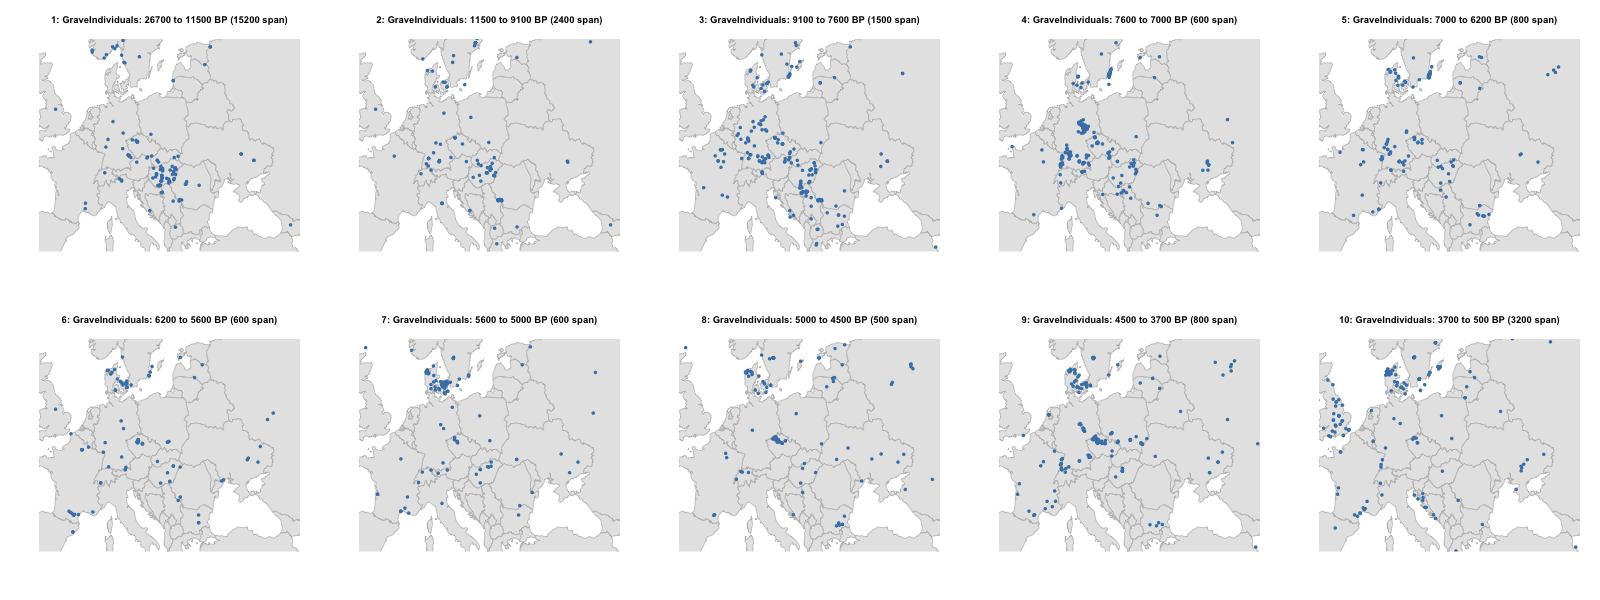 1: GraveIndividuals: 26700 to 11500 BP (15200 span)
2: GraveIndividuals: 11500 to 9100 BP (2400 span)
3: GraveIndividuals: 9100 to 7600 BP (1500 span)
4: GraveIndividuals: 7600 to 7000 BP (600 span)
5: GraveIndividuals: 7000 to 6200 BP (800 span)
6: GraveIndividuals: 6200 to 5600 BP (600 span)
7: GraveIndividuals: 5600 to 5000 BP (600 span)
8: GraveIndividuals: 5000 to 4500 BP (500 span)
9: GraveIndividuals: 4500 to 3700 BP (800 span)
10: GraveIndividuals: 3700 to 500 BP (3200 span)